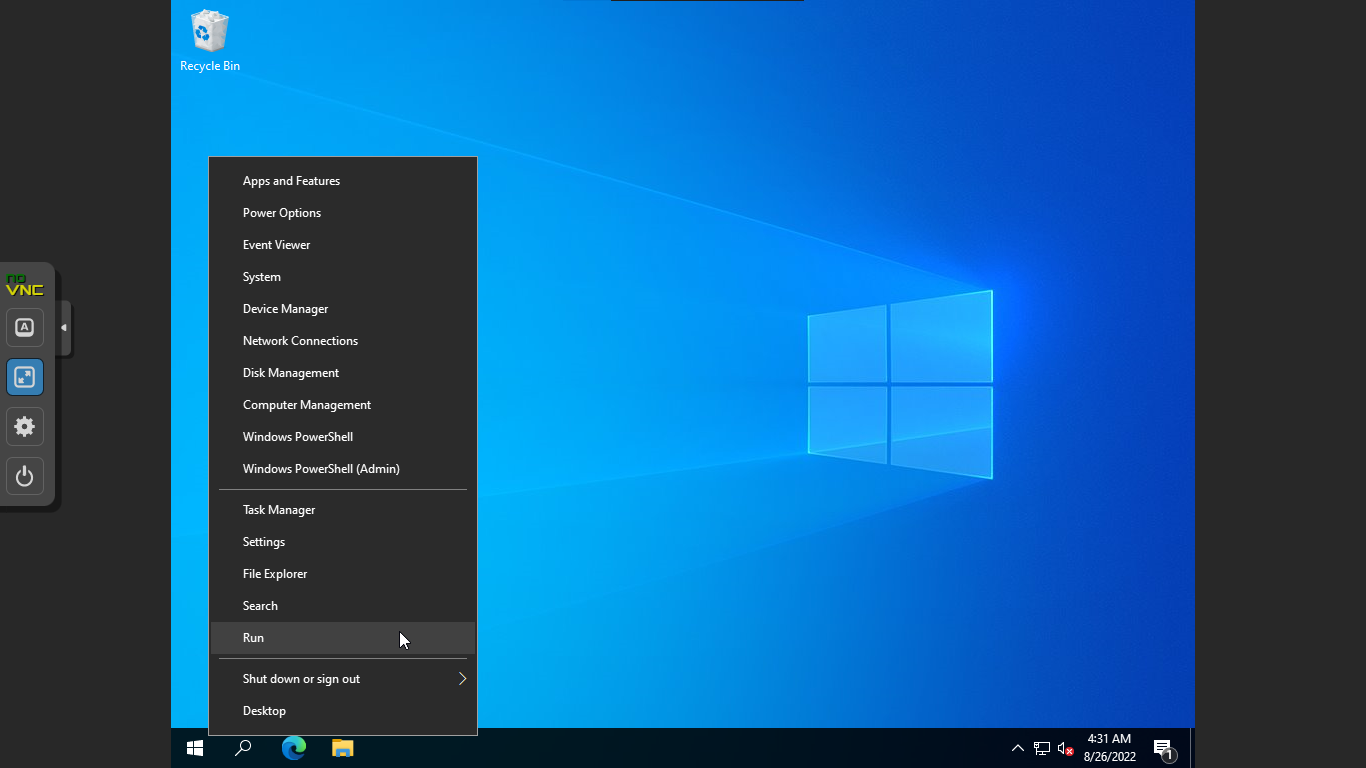 Recycle Bin
Apps and Features
Power Options
Event Viewer
System
Device Manager
Network Connections
Disk Management
Computer Management
Windows PowerShell
Windows PowerShell (Admin)
Task Manager
Settings
File Explorer
Search
Run
Shut down or sign out
Desktop
no
VNC
A
4:31 AM
8/26/2022
1